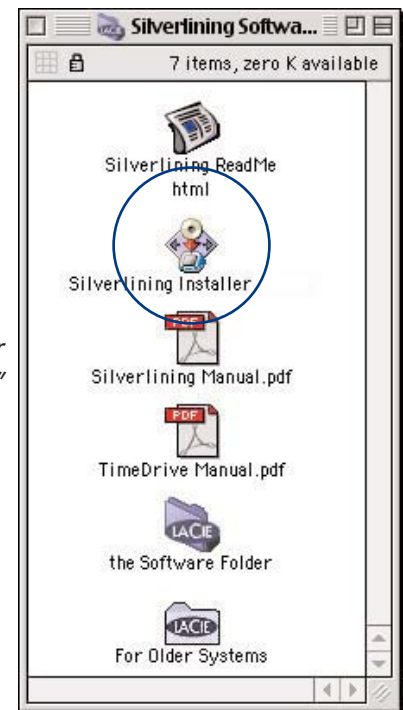 Silverlining Softwa...
7 items, zero K available
Silverlining ReadMe
html
Silverlining Installer
PDF
Silverlining Manual.pdf
PDF
TimeDrive Manual.pdf
LACIE
the Software Folder
LACIE
For Older Systems